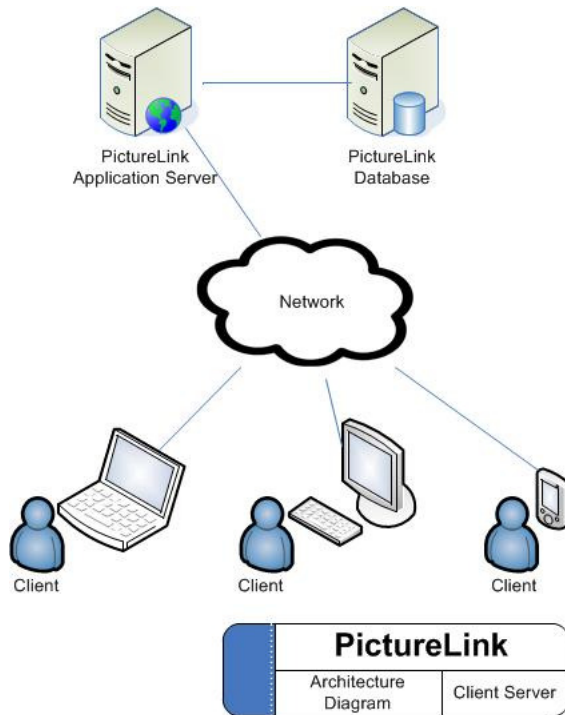 PictureLink
Application Server
PictureLink
Database
Network
Client
Client
Client
PictureLink
Architecture
Diagram
Client Server